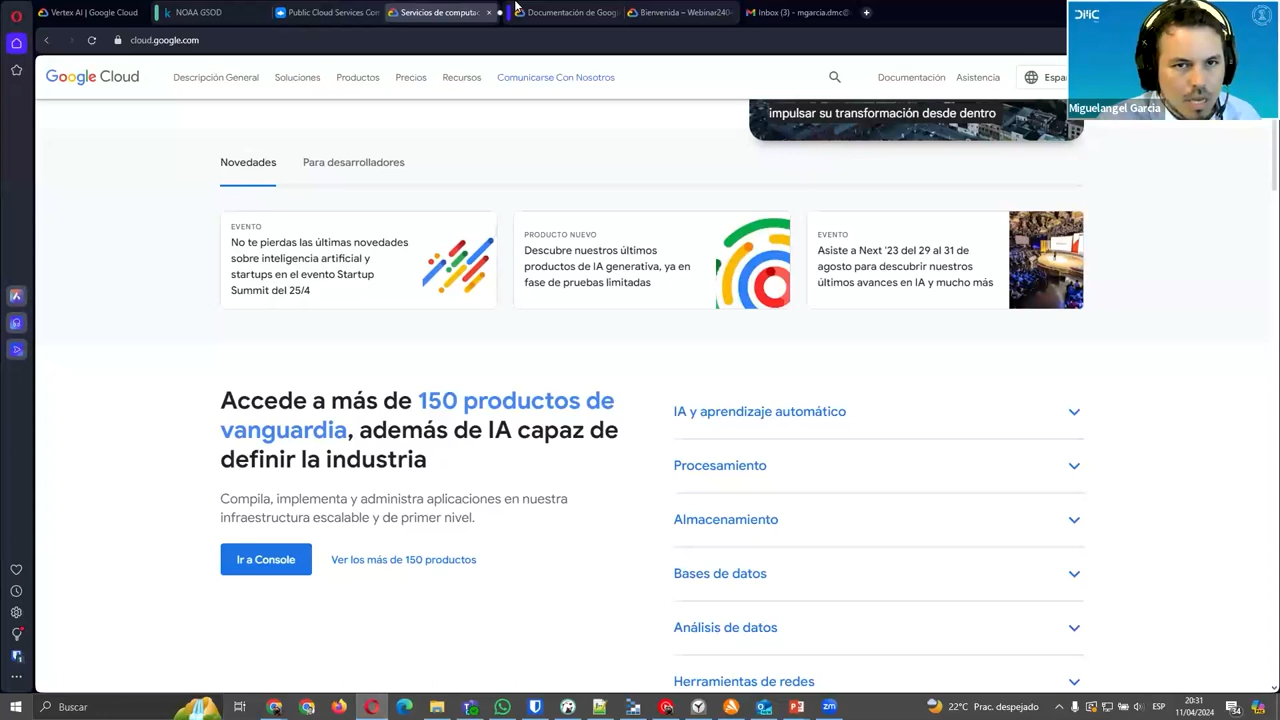 Vertex AI | Google Cloud
NOAA GSOD
Public Cloud Services Con
Servicios de computac
Documentación de Goog
Bienvenida – Webinar240
Inbox (3) - mgarcia.dmc@
DMC
cloud.google.com
Google Cloud
Descripción General
Soluciones
Productos
Precios
Recursos
Comunicarse Con Nosotros
Documentación
Asistencia
Espa
Miguelangel Garcia
impulsar su transformación desde dentro
Novedades
Para desarrolladores
EVENTO
No te pierdas las últimas novedades
sobre inteligencia artificial y
startups en el evento Startup
Summit del 25/4
PRODUCTO NUEVO
Descubre nuestros últimos
productos de IA generativa, ya en
fase de pruebas limitadas
EVENTO
Asiste a Next '23 del 29 al 31 de
agosto para descubrir nuestros
últimos avances en IA y mucho más
Accede a más de 150 productos de
vanguardia, además de IA capaz de
definir la industria
Compila, implementa y administra aplicaciones en nuestra
infraestructura escalable y de primer nivel.
Ir a Console
Ver los más de 150 productos
IA y aprendizaje automático
Procesamiento
Almacenamiento
Bases de datos
Análisis de datos
Herramientas de redes
Buscar
22°C Prac. despejado
20:31
11/04/2024